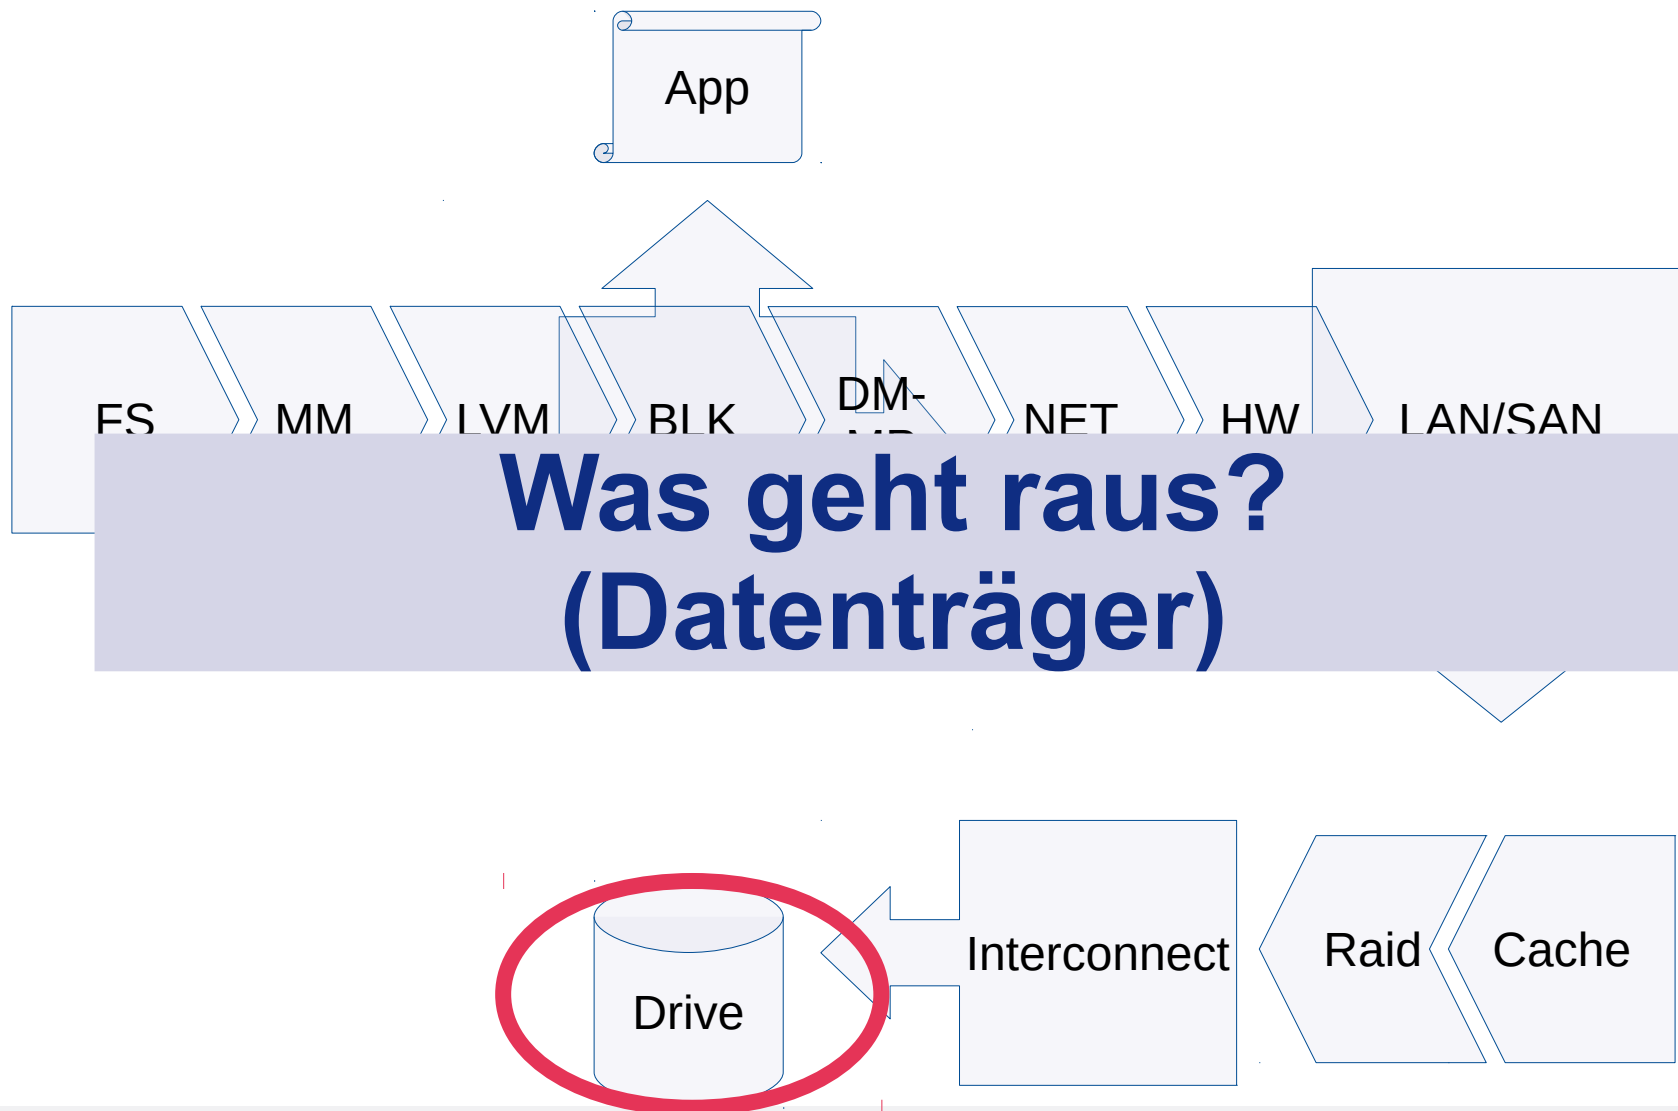 App
FS MM LVM BLK DM- NET HW LAN/SAN
Was geht raus?
(Datenträger)
Interconnect Raid Cache
Drive